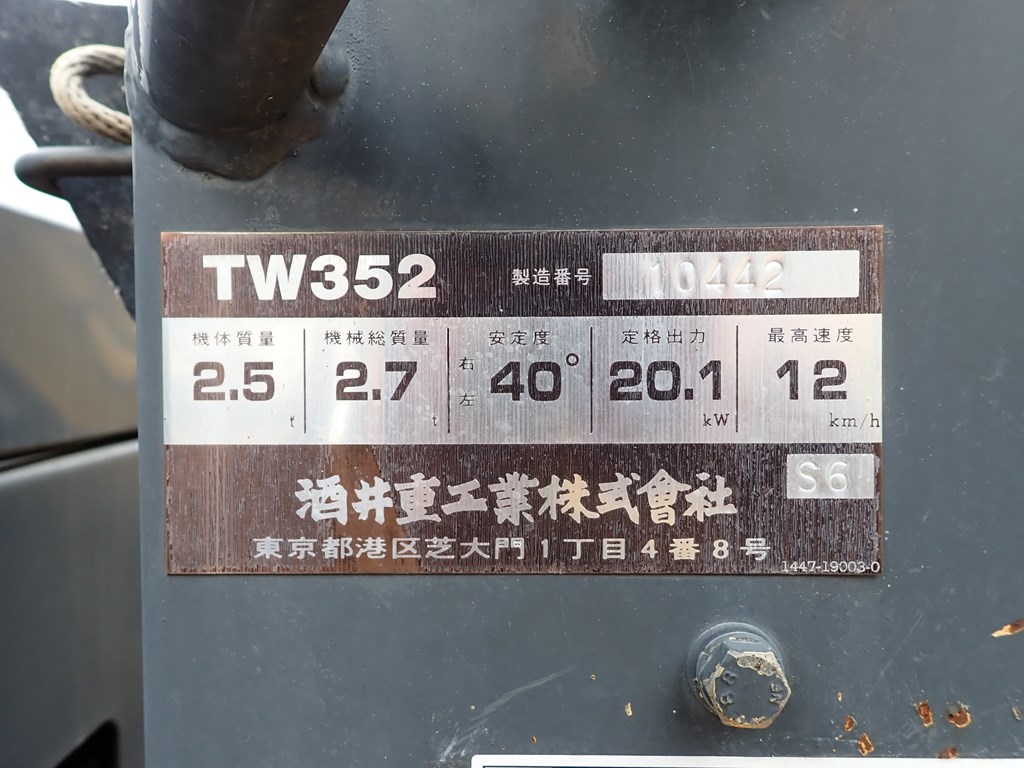 TW352 製造番号 10442
機体質量 機械総質量 安定度 定格出力 最高速度
2.5 t 2.7 t 右 左 40° 20.1 kW 12 km/h
S6
酒井重工業株式會社
東京都港区芝大門1丁目4番8号
1447-19003-0